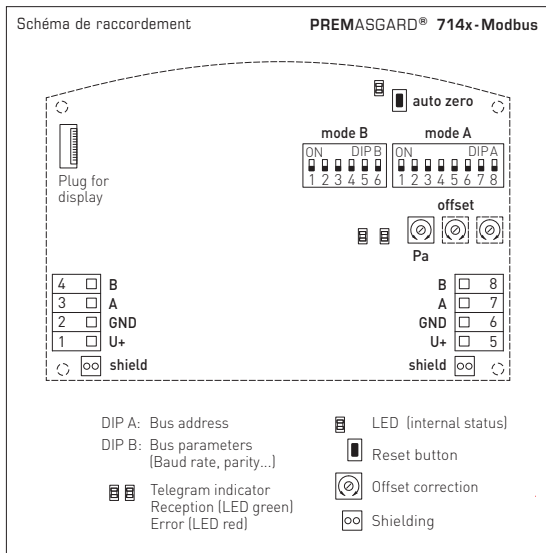 Schéma de raccordement
PREMASGARD® 714x-Modbus
auto zero
mode B
mode A
ON DIP B
ON DIP A
1 2 3 4 5 6
1 2 3 4 5 6 7 8
Plug for
display
offset
Pa
4 B
3 A
2 GND
1 U+
shield
B 8
A 7
GND 6
U+ 5
shield
DIP A: Bus address
DIP B: Bus parameters
(Baud rate, parity...)
Telegram indicator
Reception (LED green)
Error (LED red)
LED (internal status)
Reset button
Offset correction
Shielding